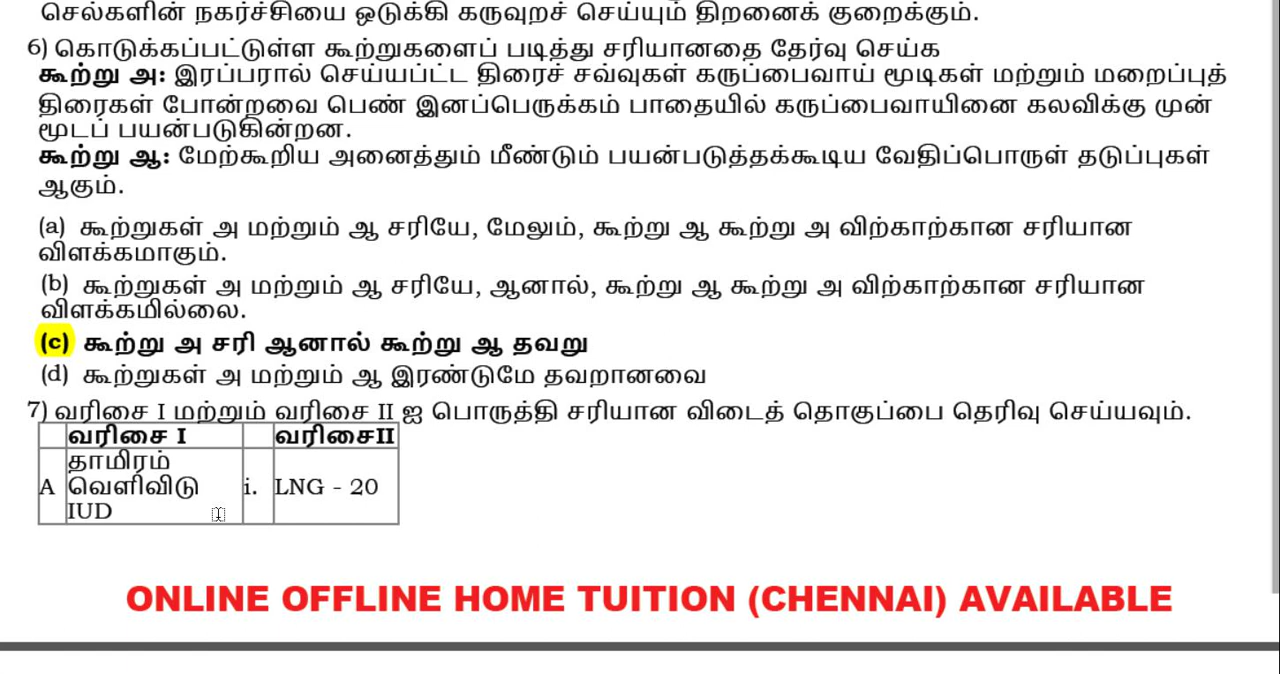 செல்களின் நகர்ச்சியை ஒடுக்கி கருவுறச் செய்யும் திறனைக் குறைக்கும்.
6) கொடுக்கப்பட்டுள்ள கூற்றுகளைப் படித்து சரியானதை தேர்வு செய்க
கூற்று அ: இரப்பரால் செய்யப்ட்ட திரைச் சவ்வுகள் கருப்பைவாய் மூடிகள் மற்றும் மறைப்புத்
திரைகள் போன்றவை பெண் இனப்பெருக்கம் பாதையில் கருப்பைவாயினை கலவிக்கு முன்
மூடப் பயன்படுகின்றன.
கூற்று ஆ: மேற்கூறிய அனைத்தும் மீண்டும் பயன்படுத்தக்கூடிய வேதிப்பொருள் தடுப்புகள்
ஆகும்.
(a) கூற்றுகள் அ மற்றும் ஆ சரியே, மேலும், கூற்று ஆ கூற்று அ விற்காற்கான சரியான
விளக்கமாகும்.
(b) கூற்றுகள் அ மற்றும் ஆ சரியே, ஆனால், கூற்று ஆ கூற்று அ விற்காற்கான சரியான
விளக்கமில்லை.
(c) கூற்று அ சரி ஆனால் கூற்று ஆ தவறு
(d) கூற்றுகள் அ மற்றும் ஆ இரண்டுமே தவறானவை
7) வரிசை I மற்றும் வரிசை II ஐ பொருத்தி சரியான விடைத் தொகுப்பை தெரிவு செய்யவும்.
வரிசை I வரிசைII
தாமிரம்
A வெளிவிடு i. LNG - 20
IUD
ONLINE OFFLINE HOME TUITION (CHENNAI) AVAILABLE